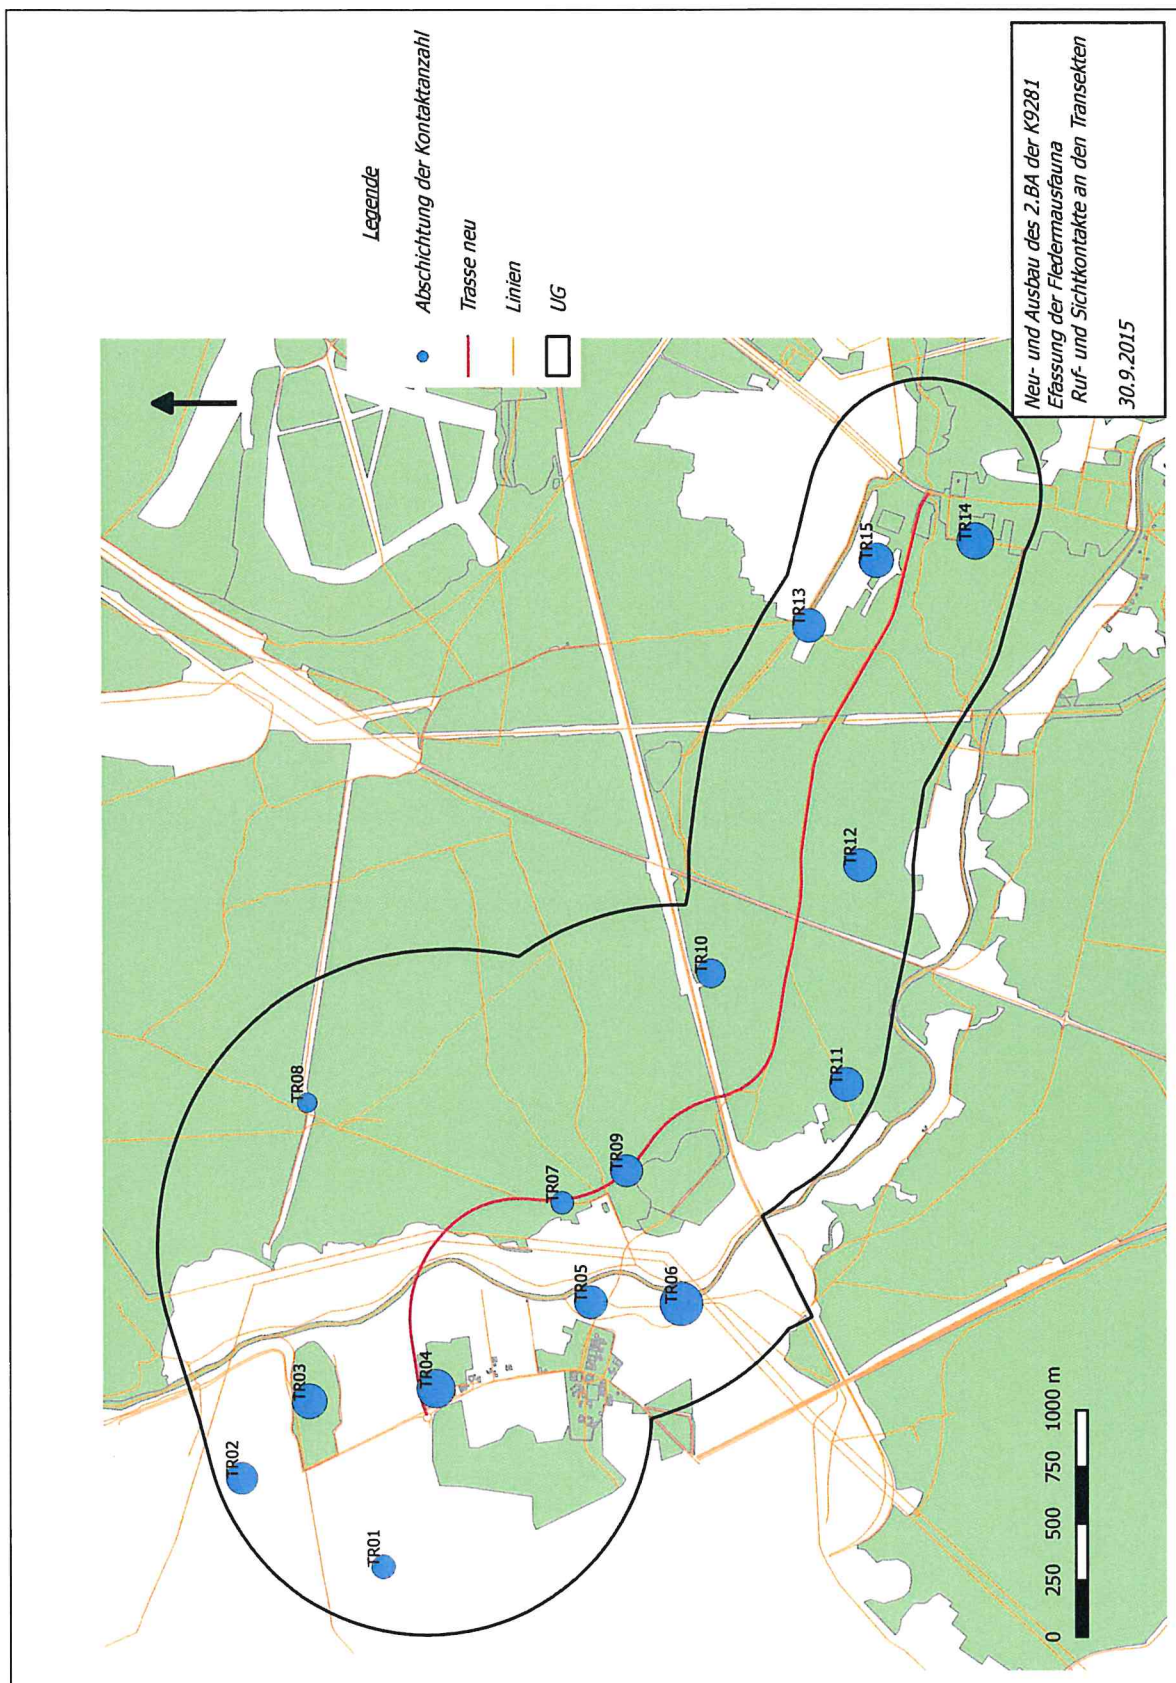 Legende
Abschichtung der Kontaktanzahl
Trasse neu
Linien
UG
TR01
TR02
TR03
TR04
TR05
TR06
TR07
TR08
TR09
TR10
TR11
TR12
TR13
TR14
TR15
0 250 500 750 1000 m
Neu- und Ausbau des 2.BA der K9281
Efassung der Fledermausfauna
Ruf- und Sichtkontakte an den Transekten
30.9.2015